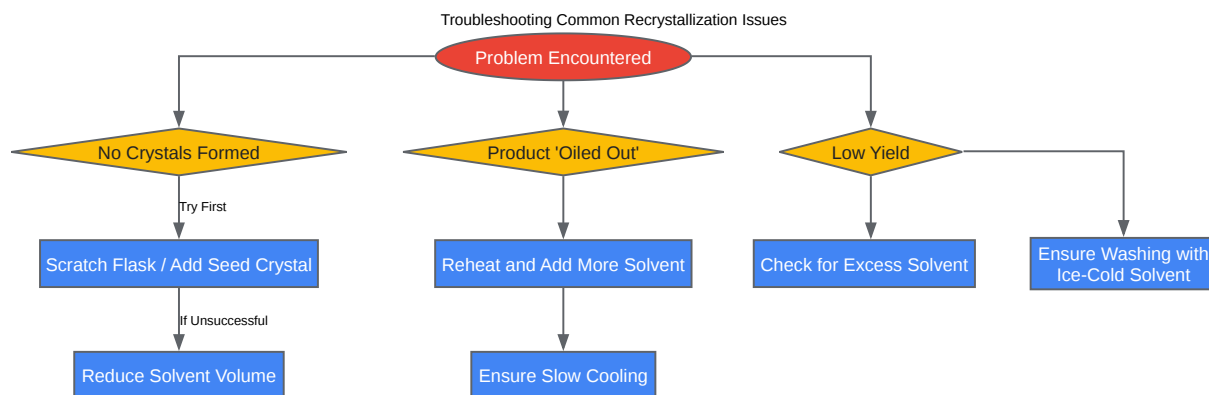 Troubleshooting Common Recrystallization Issues
Problem Encountered
No Crystals Formed
Product 'Oiled Out'
Low Yield
Try First
Scratch Flask / Add Seed Crystal
Reheat and Add More Solvent
Check for Excess Solvent
Ensure Washing with
Ice-Cold Solvent
If Unsuccessful
Reduce Solvent Volume
Ensure Slow Cooling